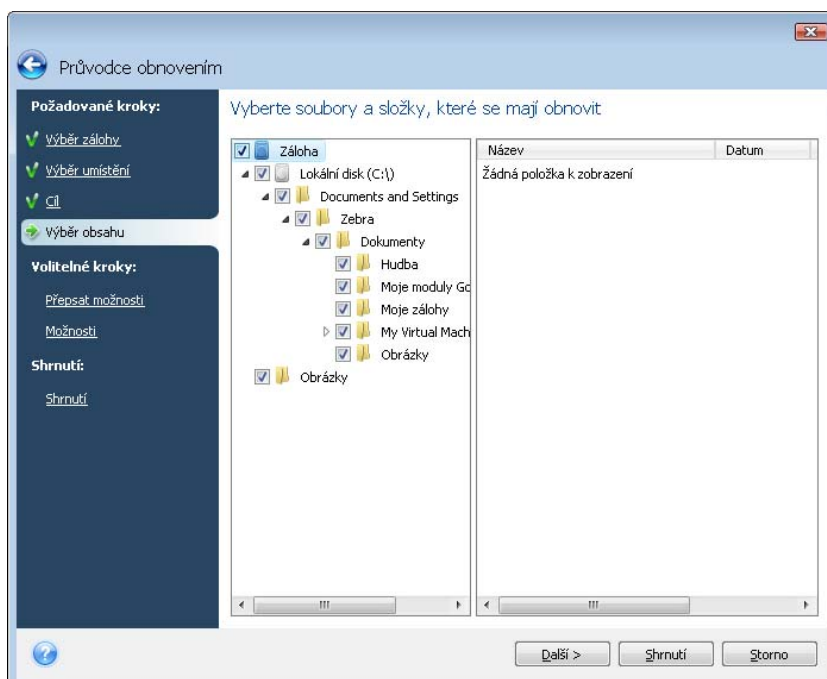 Průvodce obnovením
Požadované kroky:
Výběr zálohy
Výběr umístění
Cíl
Výběr obsahu
Volitelné kroky:
Přepsat možnosti
Možnosti
Shrnutí:
Shrnutí
Vyberte soubory a složky, které se mají obnovit
Záloha
Lokální disk (C:\)
Documents and Settings
Zebra
Dokumenty
Hudba
Moje moduly Gc
Moje zálohy
My Virtual Mach
Obrázky
Obrázky
Název Datum
Žádná položka k zobrazení
Další > Shrnutí Storno